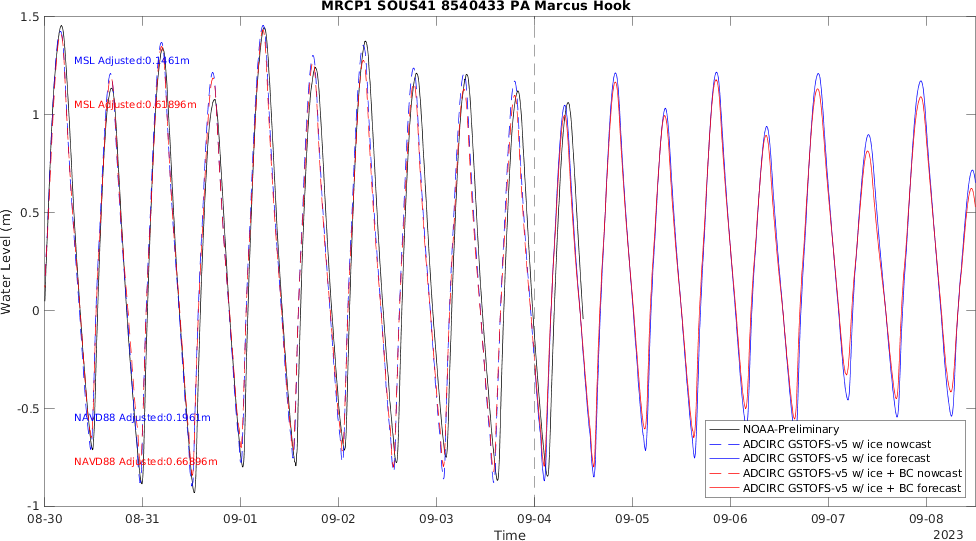 MRCP1 SOUS41 8540433 PA Marcus Hook
1.5
MSL Adjusted:0.1461m
MSL Adjusted:0.61896m
1
0.5
Water Level (m)
0
-0.5
NAVD88 Adjusted:0.1961m
NAVD88 Adjusted:0.66896m
NOAA-Preliminary
ADCIRC GSTOFS-v5 w/ ice nowcast
ADCIRC GSTOFS-v5 w/ ice forecast
ADCIRC GSTOFS-v5 w/ ice + BC nowcast
ADCIRC GSTOFS-v5 w/ ice + BC forecast
-1
08-30 08-31 09-01 09-02 09-03 09-04 09-05 09-06 09-07 09-08
Time
2023